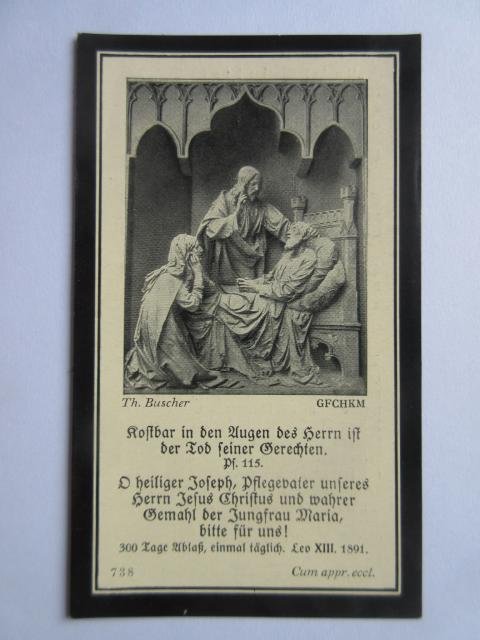 Th. Buscher GFCHKM
Kostbar in den Augen des Herrn ist
der Tod seiner Gerechten.
Ps. 115.
O heiliger Joseph, Pflegevater unseres
Herrn Jesus Christus und wahrer
Gemahl der Jungfrau Maria,
bitte für uns!
300 Tage Ablaß, einmal täglich. Leo XIII. 1891.
738 Cum appr. eccl.